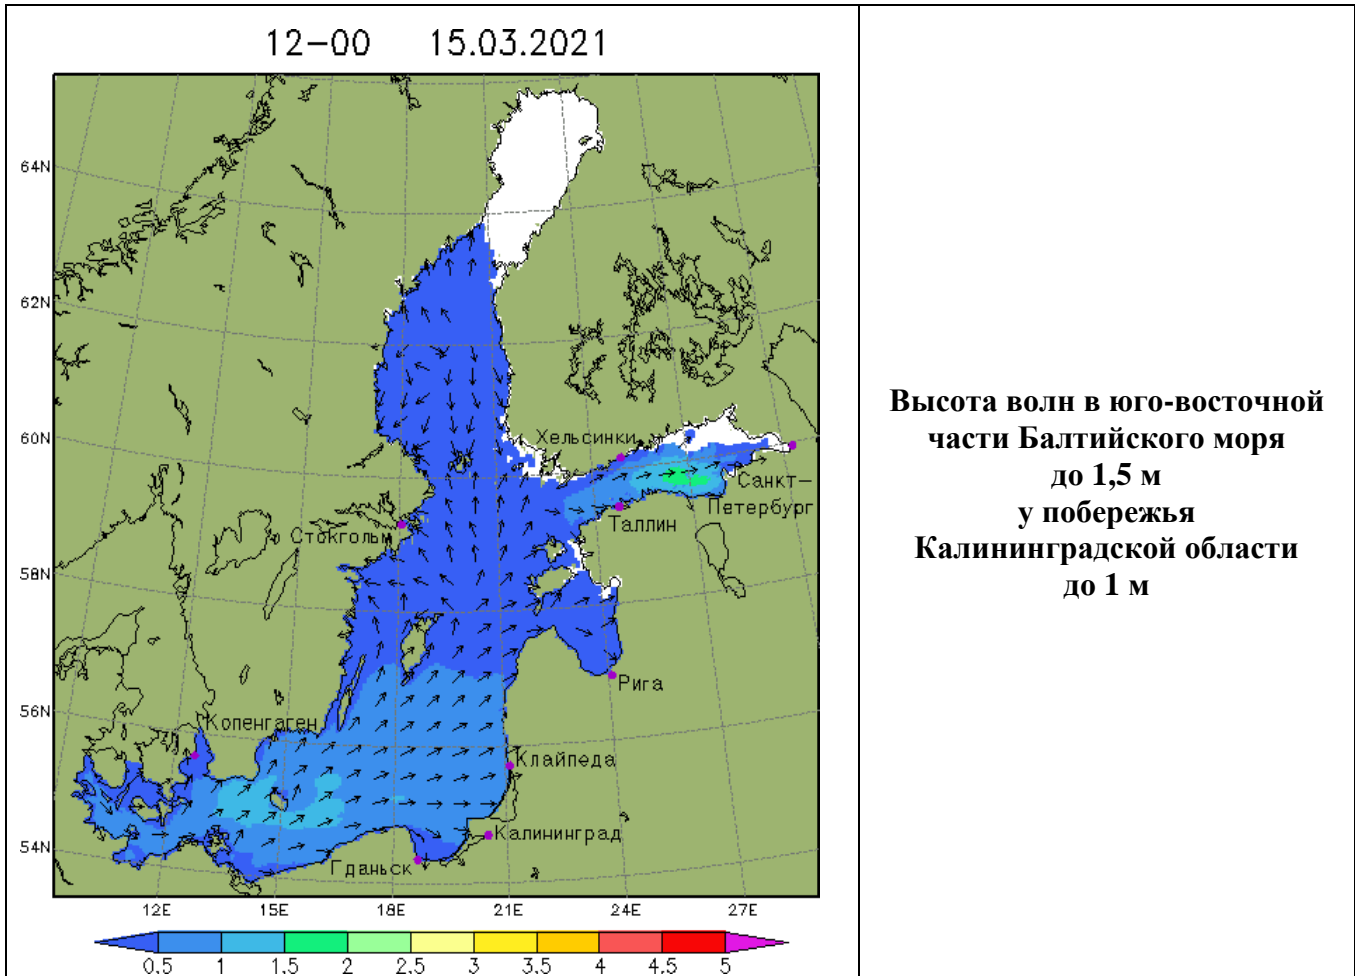 12-00 15.03.2021
64N
62N
60N
58N
56N
54N
Хельсинки
Санкт-
Петербург
Таллин
Стокгольм
Рига
Копенгаген
Клайпеда
Калининград
Гданьск
12E 15E 18E 21E 24E 27E
0,5 1 1,5 2 2,5 3 3,5 4 4,5 5
Высота волн в юго-восточной
части Балтийского моря
до 1,5 м
у побережья
Калининградской области
до 1 м